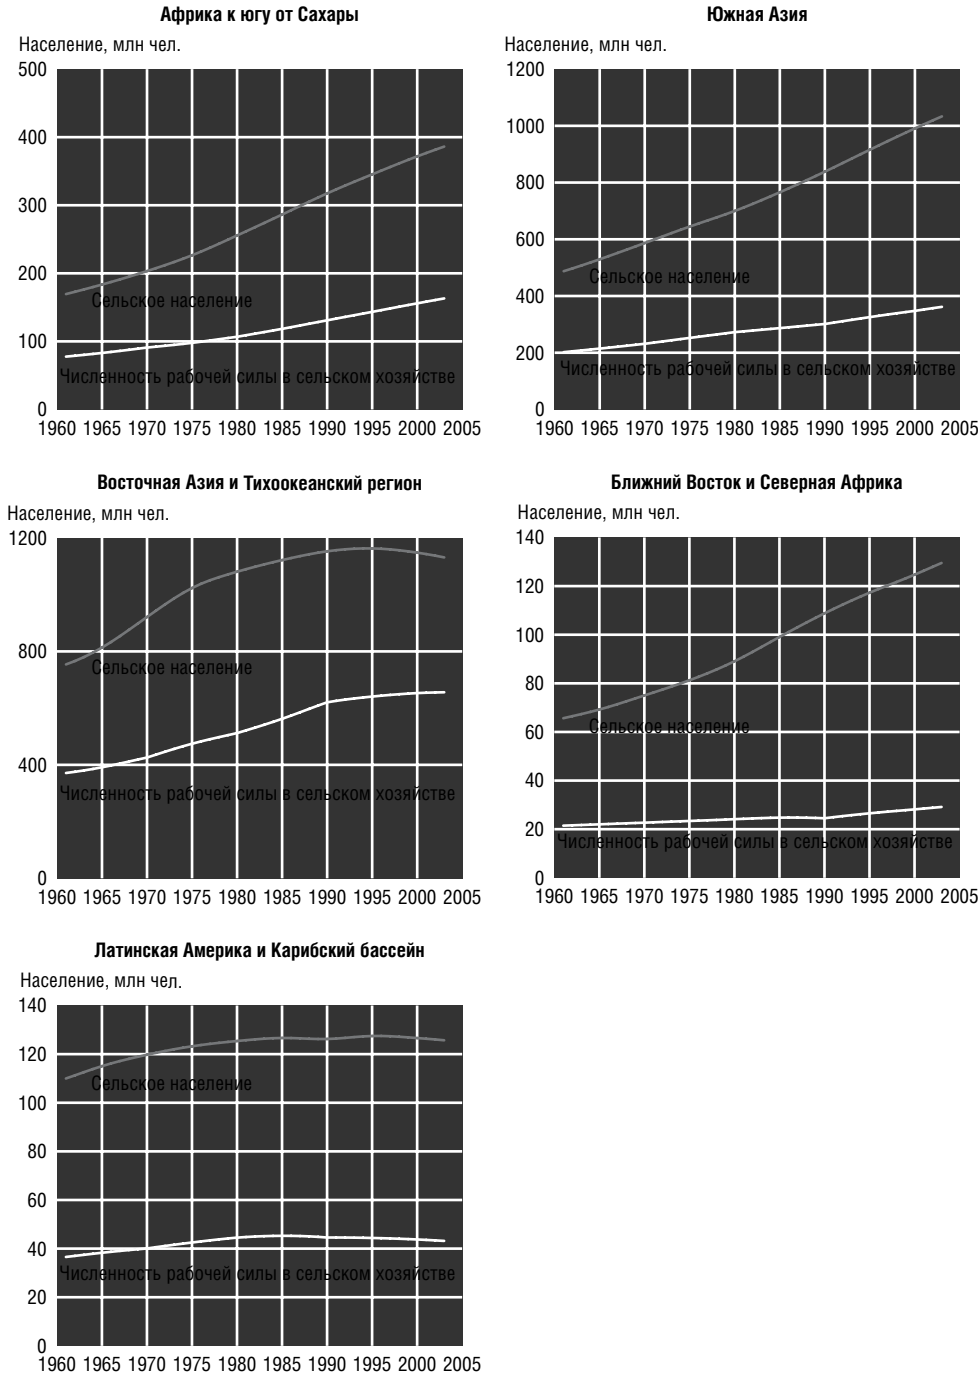 Африка к югу от Сахары
Население, млн чел.
500
400
300
200
100
0
Сельское население
Численность рабочей силы в сельском хозяйстве
1960 1965 1970 1975 1980 1985 1990 1995 2000 2005
Южная Азия
Население, млн чел.
1200
1000
800
600
400
200
0
Сельское население
Численность рабочей силы в сельском хозяйстве
1960 1965 1970 1975 1980 1985 1990 1995 2000 2005
Восточная Азия и Тихоокеанский регион
Население, млн чел.
1200
800
400
0
Сельское население
Численность рабочей силы в сельском хозяйстве
1960 1965 1970 1975 1980 1985 1990 1995 2000 2005
Ближний Восток и Северная Африка
Население, млн чел.
140
120
100
80
60
40
20
0
Сельское население
Численность рабочей силы в сельском хозяйстве
1960 1965 1970 1975 1980 1985 1990 1995 2000 2005
Латинская Америка и Карибский бассейн
Население, млн чел.
140
120
100
80
60
40
20
0
Сельское население
Численность рабочей силы в сельском хозяйстве
1960 1965 1970 1975 1980 1985 1990 1995 2000 2005